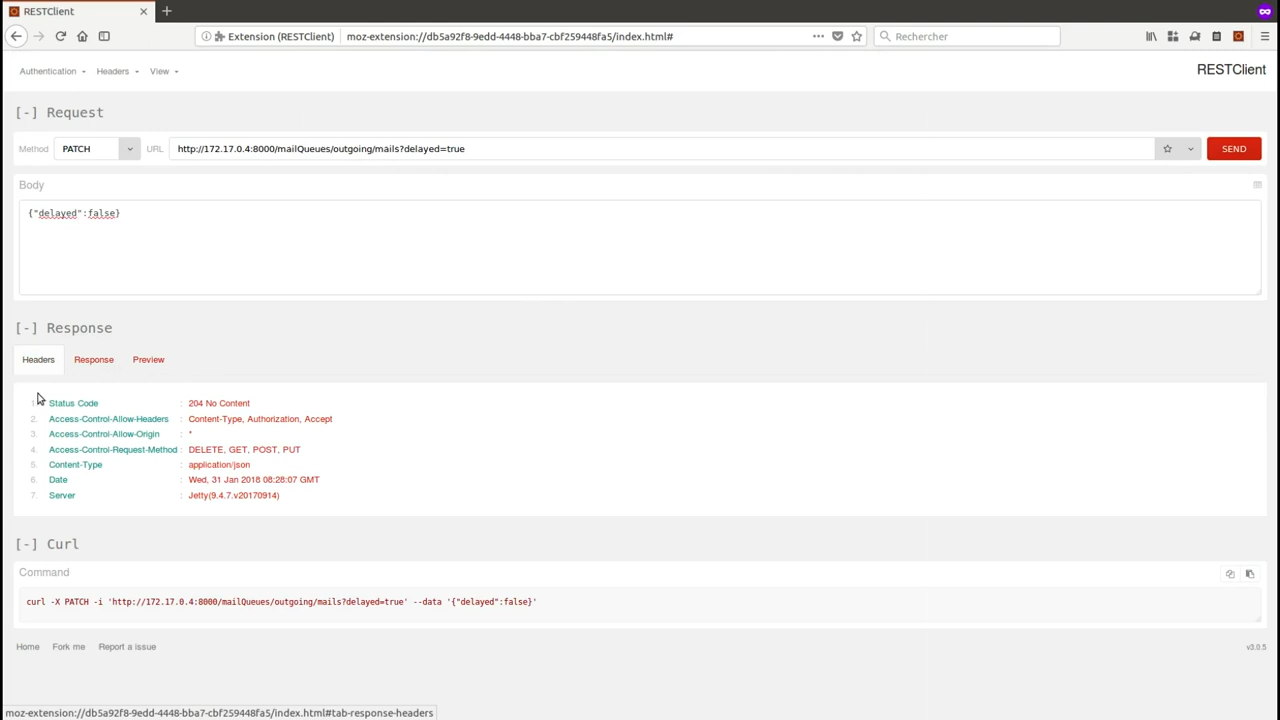 RESTClient
Extension (RESTClient) moz-extension://db5a92f8-9edd-4448-bba7-cbf259448fa5/index.html# Rechercher
Authentication Headers View RESTClient
[-] Request
Method PATCH URL http://172.17.0.4:8000/mailQueues/outgoing/mails?delayed=true SEND
Body
{"delayed":false}
[-] Response
Headers Response Preview
1. Status Code : 204 No Content
2. Access-Control-Allow-Headers : Content-Type, Authorization, Accept
3. Access-Control-Allow-Origin : *
4. Access-Control-Request-Method : DELETE, GET, POST, PUT
5. Content-Type : application/json
6. Date : Wed, 31 Jan 2018 08:28:07 GMT
7. Server : Jetty(9.4.7.v20170914)
[-] Curl
Command
curl -X PATCH -i 'http://172.17.0.4:8000/mailQueues/outgoing/mails?delayed=true' --data '{"delayed":false}'
Home Fork me Report a issue v3.0.5
moz-extension://db5a92f8-9edd-4448-bba7-cbf259448fa5/index.html#tab-response-headers